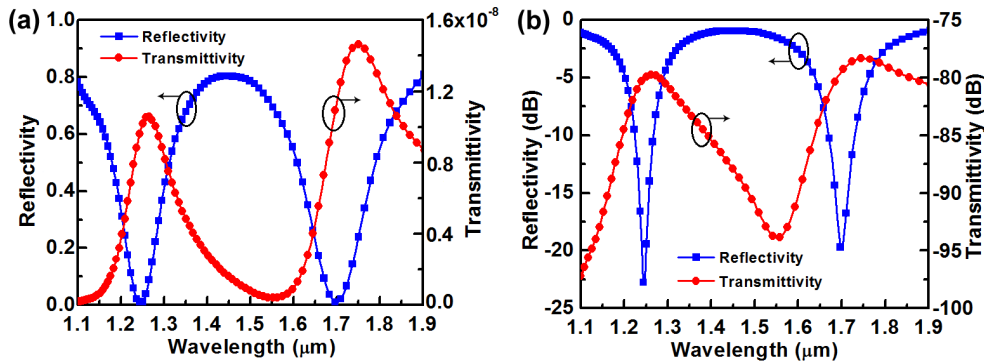 (a)
1.0
0.8
0.6
0.4
0.2
0.0
Reflectivity
Reflectivity
Transmittivity
1.6x10-8
1.2
0.8
0.4
0.0
Transmittivity
1.1 1.2 1.3 1.4 1.5 1.6 1.7 1.8 1.9
Wavelength (μm)
(b)
0
-5
-10
-15
-20
-25
Reflectivity (dB)
Reflectivity
Transmittivity
-75
-80
-85
-90
-95
-100
Transmittivity (dB)
1.1 1.2 1.3 1.4 1.5 1.6 1.7 1.8 1.9
Wavelength (μm)